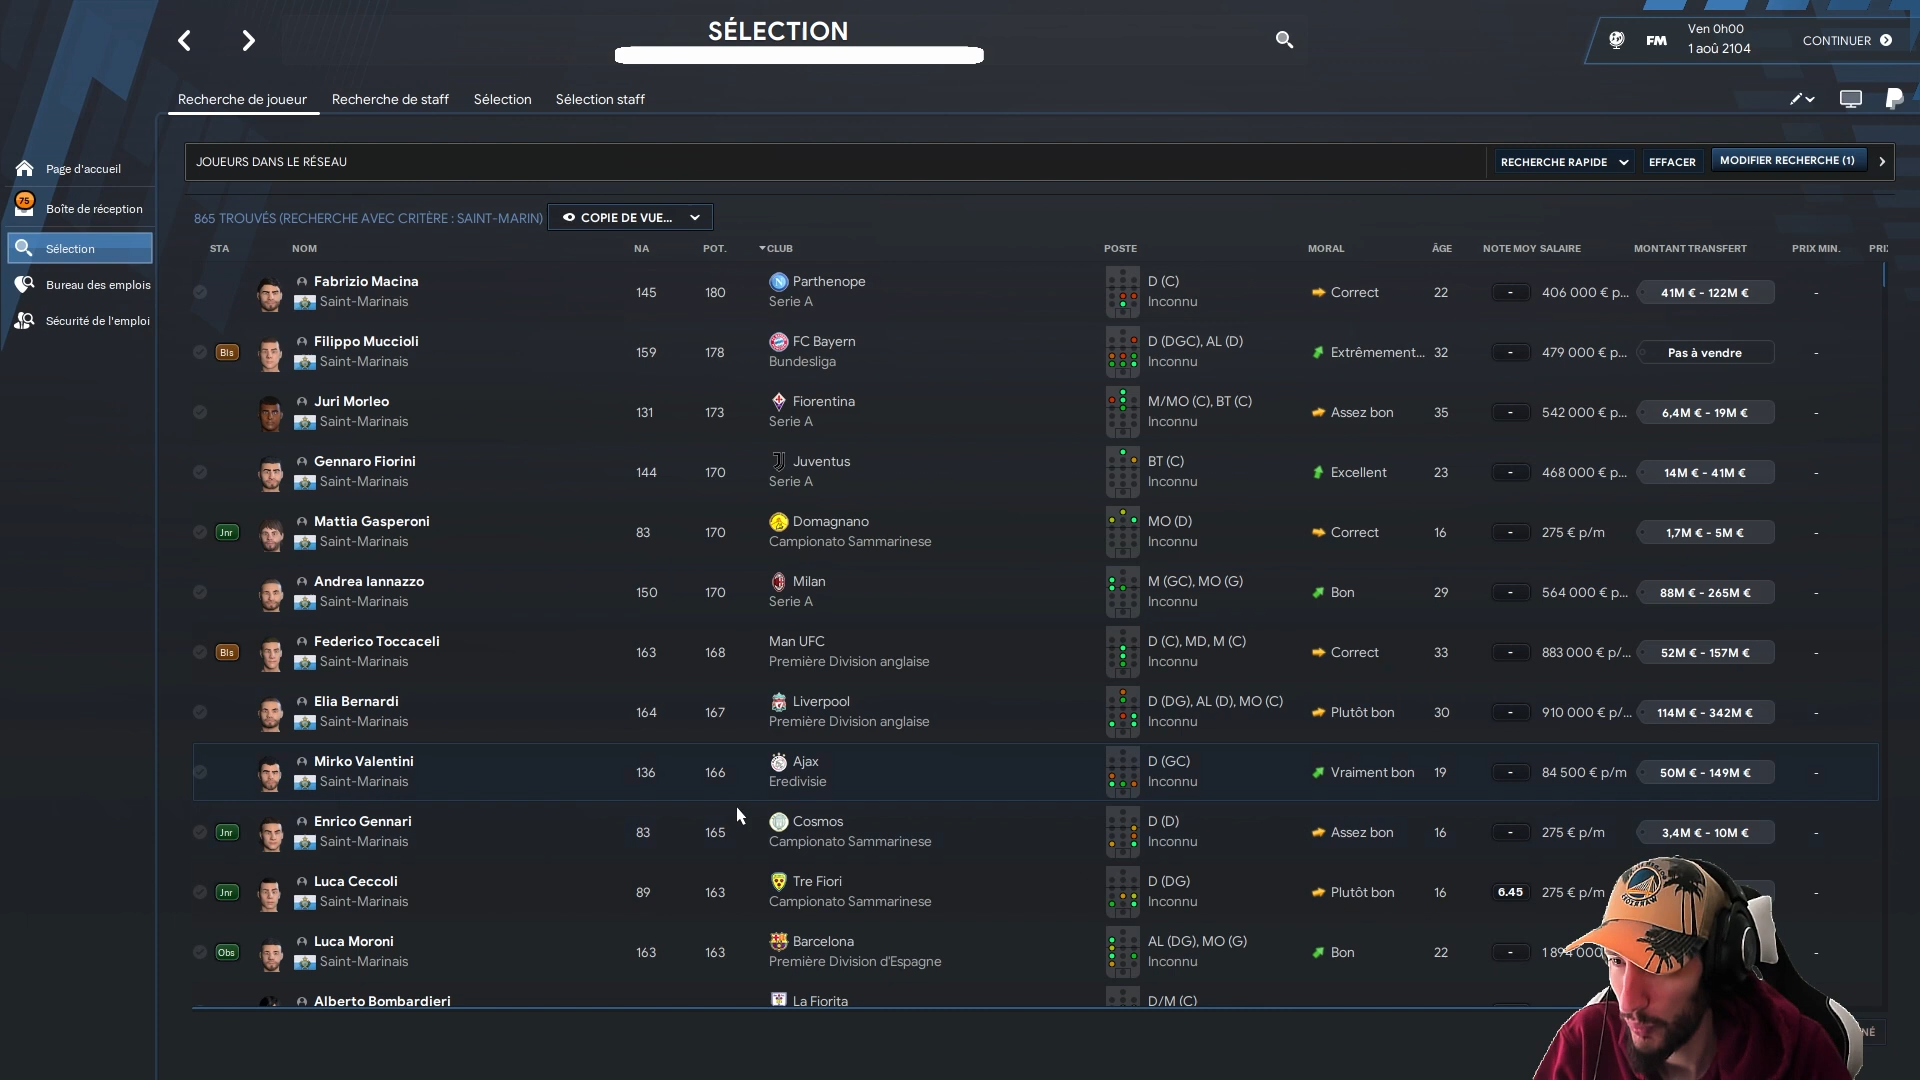 SÉLECTION
FM
Ven 0h00
1 aoû 2104
CONTINUER
Recherche de joueur Recherche de staff Sélection Sélection staff
Page d'accueil
75
Boîte de réception
Sélection
Bureau des emplois
Sécurité de l'emploi
JOUEURS DANS LE RÉSEAU RECHERCHE RAPIDE EFFACER MODIFIER RECHERCHE (1)
865 TROUVÉS (RECHERCHE AVEC CRITÈRE : SAINT-MARIN) COPIE DE VUE...
STA NOM NA POT. CLUB POSTE MORAL ÂGE NOTE MOY SALAIRE MONTANT TRANSFERT PRIX MIN.
Fabrizio Macina Parthenope D (C)
145 180 Correct 22 - 406 000 € p... 41M € - 122M € -
Saint-Marinais Serie A Inconnu
Filippo Muccioli FC Bayern D (DGC), AL (D)
Bls 159 178 Extrêmement... 32 - 479 000 € p... Pas à vendre -
Saint-Marinais Bundesliga Inconnu
Juri Morleo Fiorentina M/MO (C), BT (C)
131 173 Assez bon 35 - 542 000 € p... 6,4M € - 19M € -
Saint-Marinais Serie A Inconnu
Gennaro Fiorini Juventus BT (C)
144 170 Excellent 23 - 468 000 € p... 14M € - 41M € -
Saint-Marinais Serie A Inconnu
Mattia Gasperoni Domagnano MO (D)
Jnr 83 170 Correct 16 - 275 € p/m 1,7M € - 5M € -
Saint-Marinais Campionato Sammarinese Inconnu
Andrea Iannazzo Milan M (GC), MO (G)
150 170 Bon 29 - 564 000 € p... 88M € - 265M € -
Saint-Marinais Serie A Inconnu
Federico Toccaceli Man UFC D (C), MD, M (C)
Bls 163 168 Correct 33 - 883 000 € p/... 52M € - 157M € -
Saint-Marinais Première Division anglaise Inconnu
Elia Bernardi Liverpool D (DG), AL (D), MO (C)
164 167 Plutôt bon 30 - 910 000 € p/... 114M € - 342M € -
Saint-Marinais Première Division anglaise Inconnu
Mirko Valentini Ajax D (GC)
136 166 Vraiment bon 19 - 84 500 € p/m 50M € - 149M € -
Saint-Marinais Eredivisie Inconnu
Enrico Gennari Cosmos D (D)
Jnr 83 165 Assez bon 16 - 275 € p/m 3,4M € - 10M € -
Saint-Marinais Campionato Sammarinese Inconnu
Luca Ceccoli Tre Fiori D (DG)
Jnr 89 163 Plutôt bon 16 6.45 275 € p/m
Saint-Marinais Campionato Sammarinese Inconnu
Luca Moroni Barcelona AL (DG), MO (G)
Obs 163 163 Bon 22 - 1 894 000 -
Saint-Marinais Première Division d'Espagne Inconnu
Alberto Bombardieri La Fiorita D/M (C)